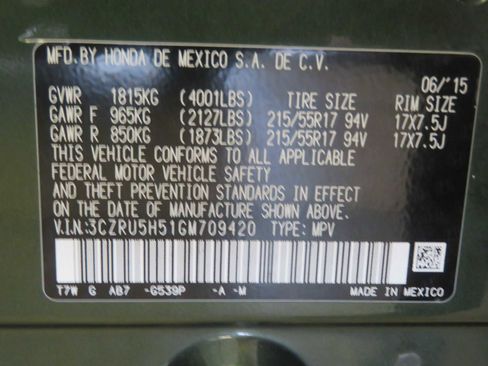 MFD.BY HONDA DE MEXICO S.A. DE C.V.
06/'15
GVWR 1815KG (4001LBS) TIRE SIZE RIM SIZE
GAWR F 965KG (2127LBS) 215/55R17 94V 17X7.5J
GAWR R 850KG (1873LBS) 215/55R17 94V 17X7.5J
THIS VEHICLE CONFORMS TO ALL APPLICABLE
FEDERAL MOTOR VEHICLE SAFETY
AND THEFT PREVENTION STANDARDS IN EFFECT
ON THE DATE OF MANUFACTURE SHOWN ABOVE.
V.I.N:3CZRU5H51GM709420 TYPE: MPV
T7W G AB7 -G539P -A -M MADE IN MEXICO